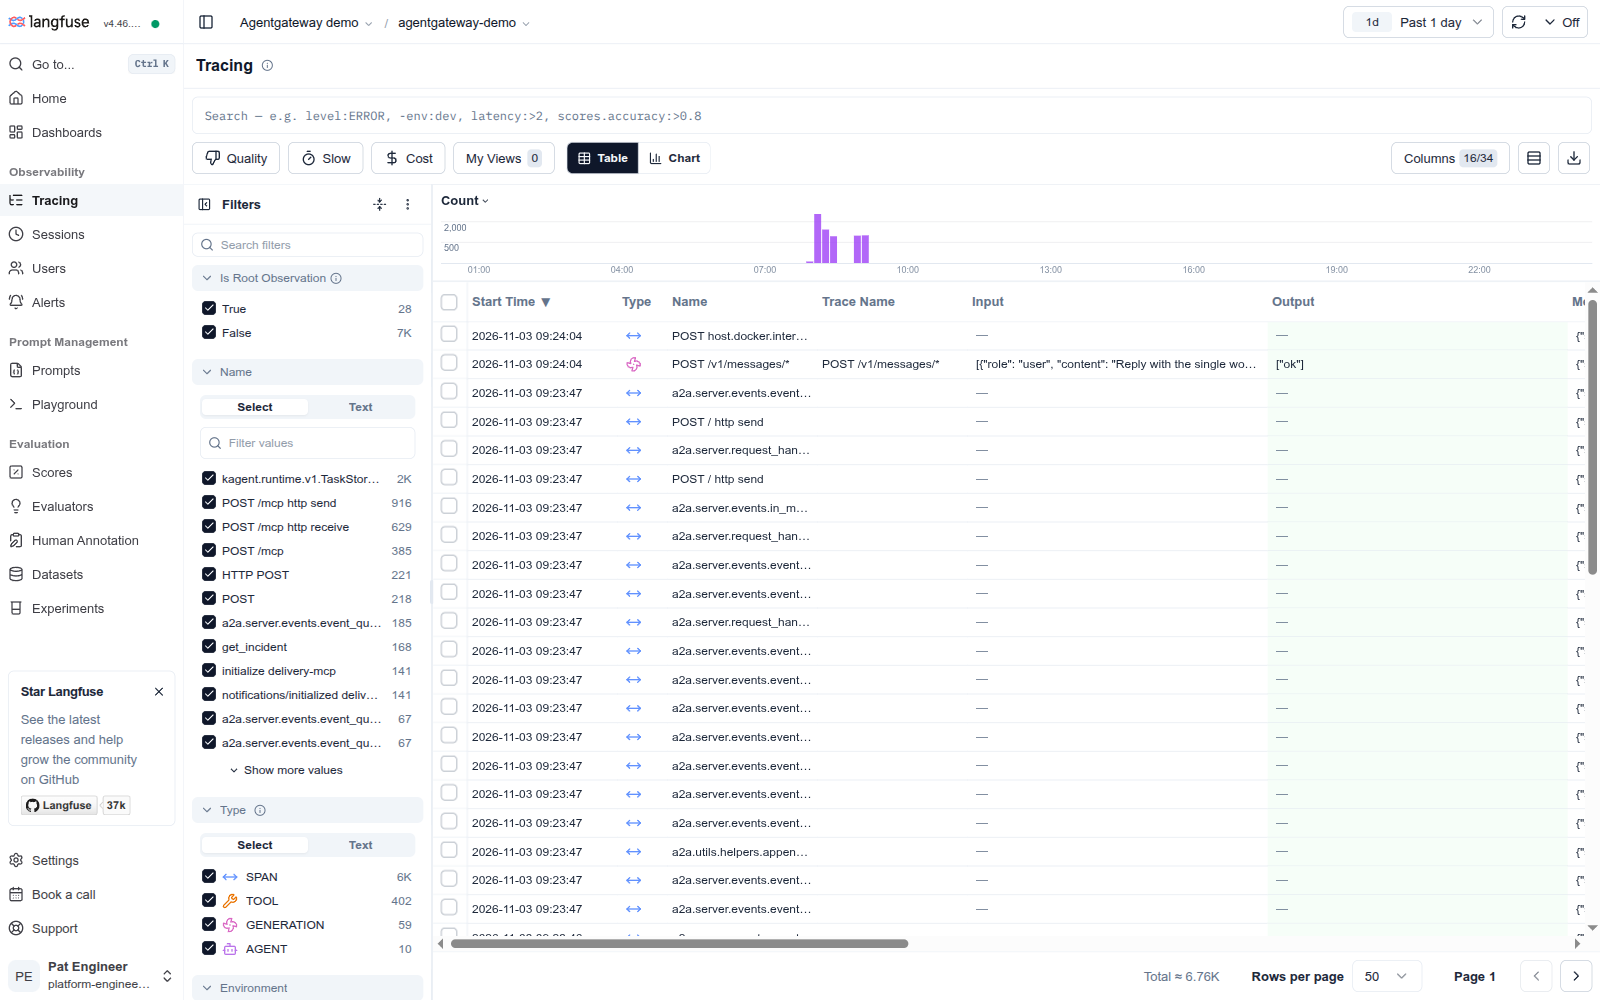 langfuse v4.46....
Agentgateway demo / agentgateway-demo
1d Past 1 day
Off
Go to... Ctrl K
Home
Dashboards
Observability
Tracing
Sessions
Users
Alerts
Prompt Management
Prompts
Playground
Evaluation
Scores
Evaluators
Human Annotation
Datasets
Experiments
Star Langfuse
See the latest
releases and help
grow the community
on GitHub
Langfuse 37k
Settings
Book a call
Support
PE Pat Engineer
platform-enginee...
Tracing
Search — e.g. level:ERROR, -env:dev, latency:>2, scores.accuracy:>0.8
Quality Slow Cost My Views 0 Table Chart Columns 16/34
Filters
Search filters
Is Root Observation
True 28
False 7K
Name
Select Text
Filter values
kagent.runtime.v1.TaskStor... 2K
POST /mcp http send 916
POST /mcp http receive 629
POST /mcp 385
HTTP POST 221
POST 218
a2a.server.events.event_qu... 185
get_incident 168
initialize delivery-mcp 141
notifications/initialized deliv... 141
a2a.server.events.event_qu... 67
a2a.server.events.event_qu... 67
Show more values
Type
Select Text
SPAN 6K
TOOL 402
GENERATION 59
AGENT 10
Environment
Count
2,000
500
01:00 04:00 07:00 10:00 13:00 16:00 19:00 22:00
Start Time ▼ Type Name Trace Name Input Output
2026-11-03 09:24:04 POST host.docker.inter... — — {"
2026-11-03 09:24:04 POST /v1/messages/* POST /v1/messages/* [{"role": "user", "content": "Reply with the single wo... ["ok"] {"
2026-11-03 09:23:47 a2a.server.events.event... — — {"
2026-11-03 09:23:47 POST / http send — — {"
2026-11-03 09:23:47 a2a.server.request_han... — — {"
2026-11-03 09:23:47 POST / http send — — {"
2026-11-03 09:23:47 a2a.server.events.in_m... — — {"
2026-11-03 09:23:47 a2a.server.request_han... — — {"
2026-11-03 09:23:47 a2a.server.events.event... — — {"
2026-11-03 09:23:47 a2a.server.events.event... — — {"
2026-11-03 09:23:47 a2a.server.request_han... — — {"
2026-11-03 09:23:47 a2a.server.events.event... — — {"
2026-11-03 09:23:47 a2a.server.events.event... — — {"
2026-11-03 09:23:47 a2a.server.events.event... — — {"
2026-11-03 09:23:47 a2a.server.events.event... — — {"
2026-11-03 09:23:47 a2a.server.events.event... — — {"
2026-11-03 09:23:47 a2a.server.events.event... — — {"
2026-11-03 09:23:47 a2a.server.events.event... — — {"
2026-11-03 09:23:47 a2a.utils.helpers.appen... — — {"
2026-11-03 09:23:47 a2a.server.events.event... — — {"
2026-11-03 09:23:47 a2a.server.events.event... — — {"
Total ≈ 6.76K Rows per page 50 Page 1